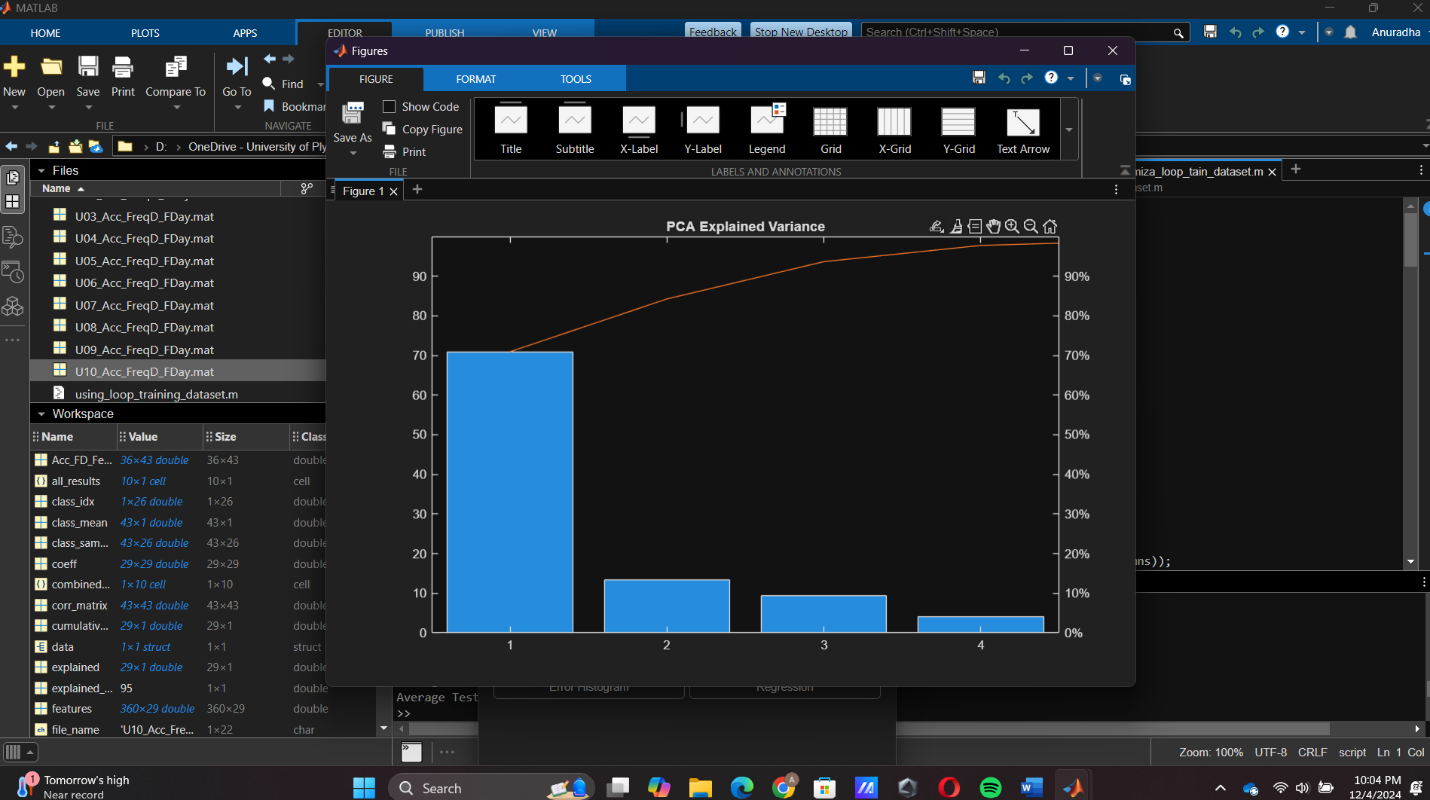 MATLAB
HOME PLOTS APPS EDITOR PUBLISH VIEW Feedback Stop New Desktop Search (Ctrl+Shift+Space) Anuradha
New Open Save Print Compare To Go To Find
FILE NAVIGATE
D: OneDrive - University of Ply
Files
Name
U03_Acc_FreqD_FDay.mat
U04_Acc_FreqD_FDay.mat
U05_Acc_FreqD_FDay.mat
U06_Acc_FreqD_FDay.mat
U07_Acc_FreqD_FDay.mat
U08_Acc_FreqD_FDay.mat
U09_Acc_FreqD_FDay.mat
U10_Acc_FreqD_FDay.mat
using_loop_training_dataset.m
Workspace
Name Value Size Class
Acc_FD_Fe... 36×43 double 36×43 double
all_results 10×1 cell 10×1 cell
class_idx 1×26 double 1×26 double
class_mean 43×1 double 43×1 double
class_sam... 43×26 double 43×26 double
coeff 29×29 double 29×29 double
combined... 1×10 cell 1×10 cell
corr_matrix 43×43 double 43×43 double
cumulativ... 29×1 double 29×1 double
data 1×1 struct 1×1 struct
explained 29×1 double 29×1 double
explained_... 95 1×1 double
features 360×29 double 360×29 double
file_name 'U10_Acc_Fre... 1×22 char
Figures
FIGURE FORMAT TOOLS
Save As
Show Code
Copy Figure
Print
FILE
Title Subtitle X-Label Y-Label Legend Grid X-Grid Y-Grid Text Arrow
LABELS AND ANNOTATIONS
Figure 1
PCA Explained Variance
90 90%
80 80%
70 70%
60 60%
50 50%
40 40%
30 30%
20 20%
10 10%
0 0%
1 2 3 4
miza_loop_tain_dataset.m
set.m
ns));
Error Histogram Regression
Average Test
>>
Zoom: 100% UTF-8 CRLF script Ln 1 Col
1
Tomorrow's high
Near record
Search
10:04 PM
12/4/2024